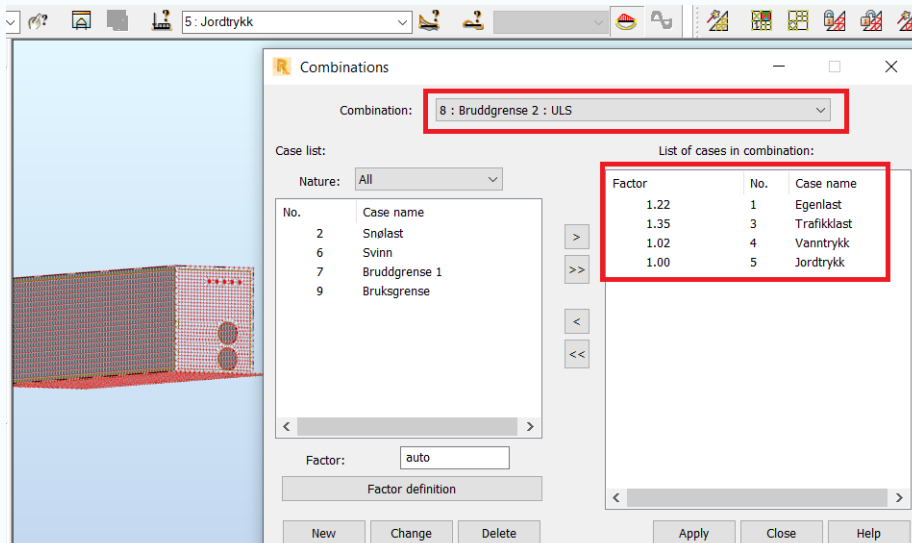 5 : Jordtrykk
Combinations
Combination: 8 : Bruddgrense 2 : ULS
Case list: List of cases in combination:
Nature: All
No. Case name
2 Snølast
6 Svinn
7 Bruddgrense 1
9 Bruksgrense
>
>>
<
<<
Factor No. Case name
1.22 1 Egenlast
1.35 3 Trafikklast
1.02 4 Vanntrykk
1.00 5 Jordtrykk
Factor: auto
Factor definition
New Change Delete Apply Close Help